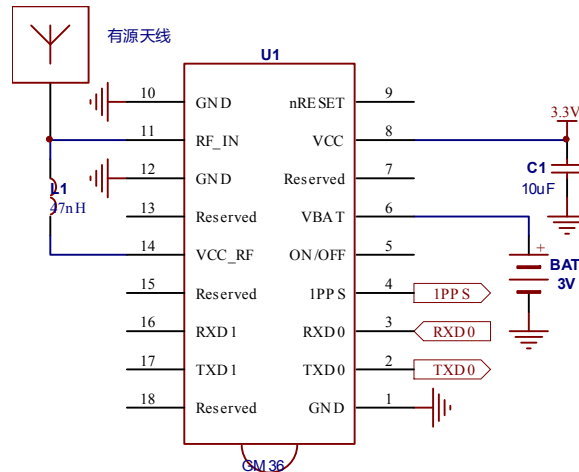 有源天线
U1
10 GND nRESET 9
11 RF_IN VCC 8
3.3V
12 GND Reserved 7
C1
10uF
L1
47nH
13 Reserved VBAT 6
14 VCC_RF ON/OFF 5
BAT
3V
15 Reserved 1PPS 4 1PPS
16 RXD1 RXD0 3 RXD0
17 TXD1 TXD0 2 TXD0
18 Reserved GND 1
GM36